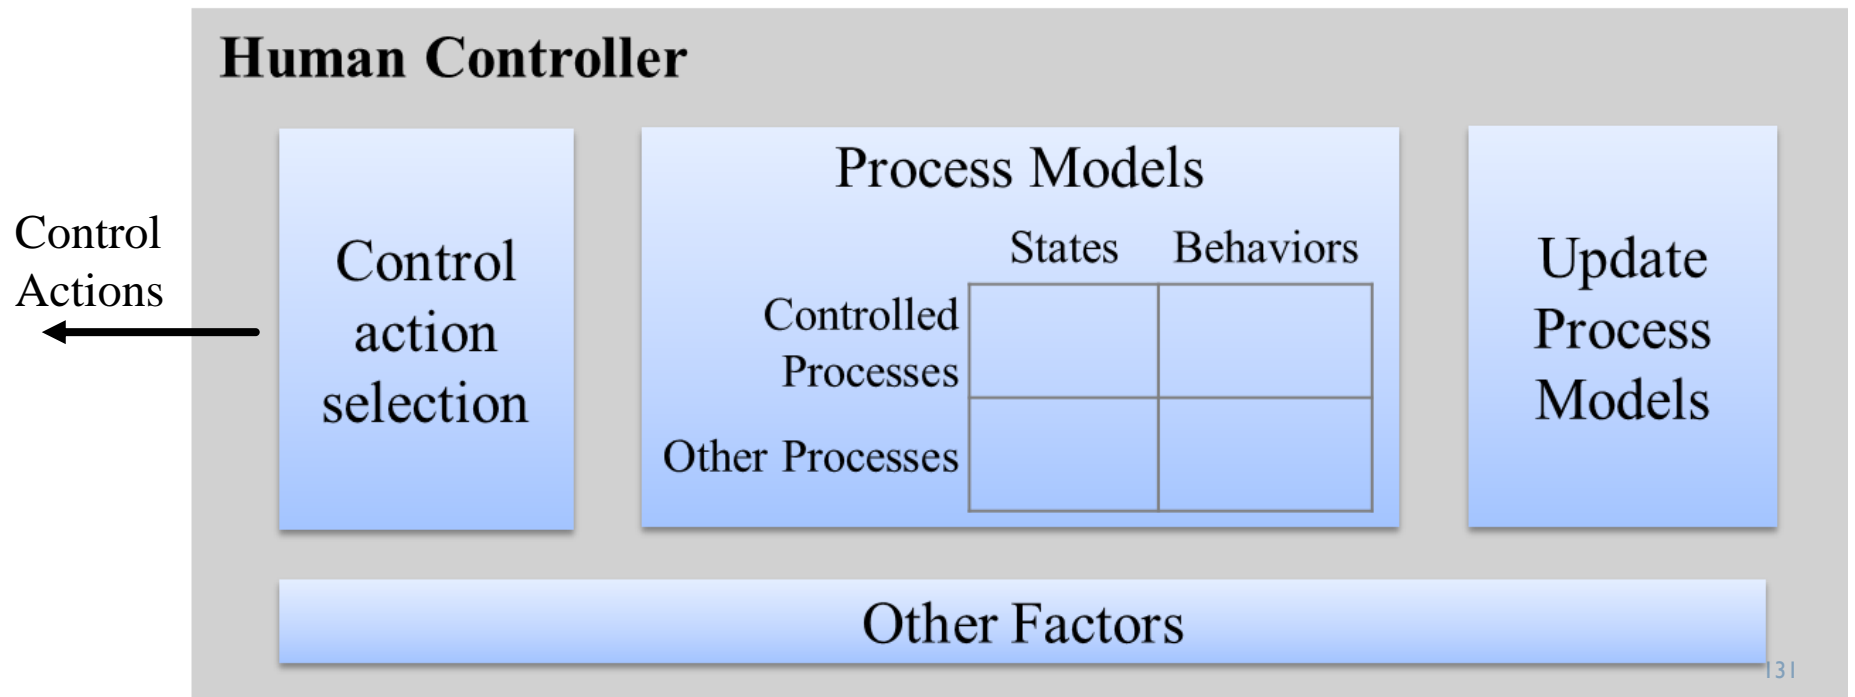 Human Controller
Control
Actions
Control
action
selection
Process Models
States Behaviors
Controlled
Processes
Other Processes
Update
Process
Models
Other Factors
131